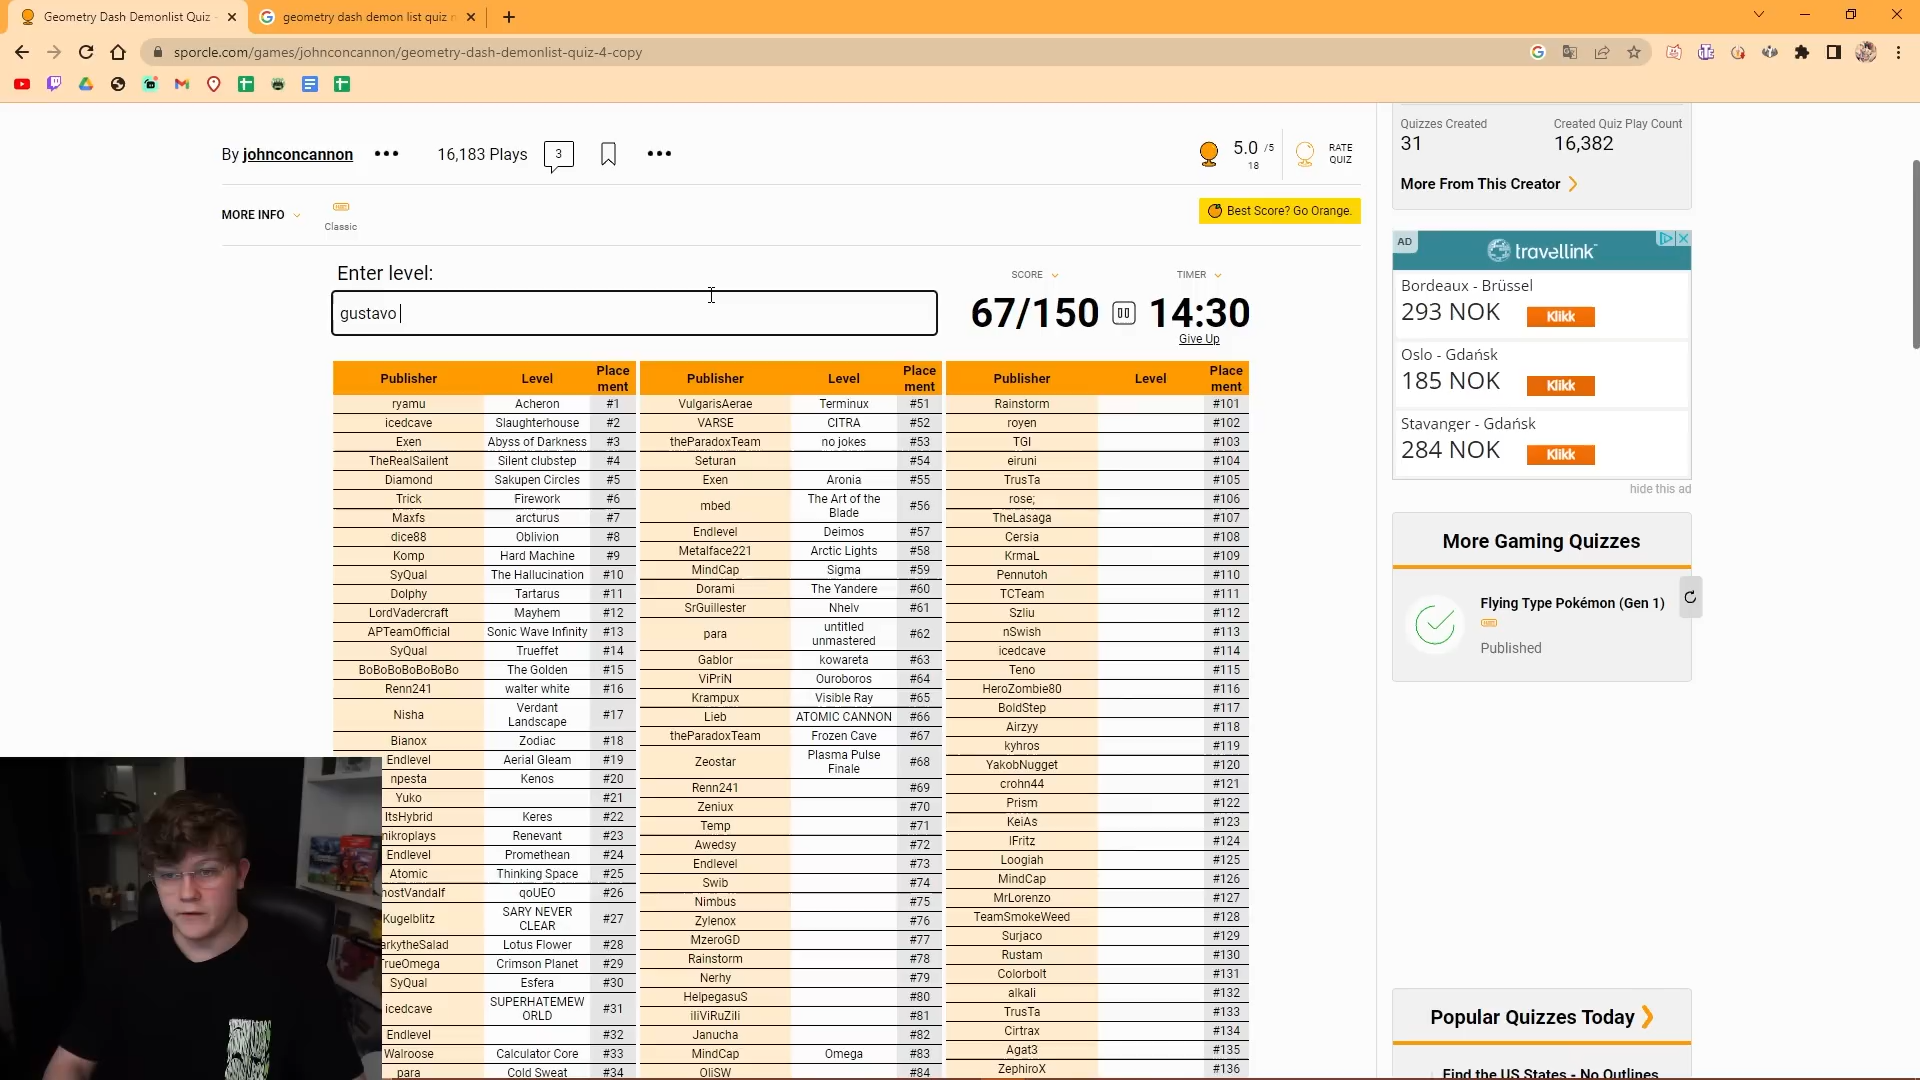 Geometry Dash Demonlist Quiz -
geometry dash demon list quiz
sporcle.com/games/johnconcannon/geometry-dash-demonlist-quiz-4-copy
By johnconcannon
16,183 Plays
3
5.0 /5
18
RATE QUIZ
MORE INFO
Classic
Best Score? Go Orange.
Enter level:
gustavo
SCORE
TIMER
67/150
14:30
Give Up
Publisher Level Placement
ryamu Acheron #1
icedcave Slaughterhouse #2
Exen Abyss of Darkness #3
TheRealSailent Silent clubstep #4
Diamond Sakupen Circles #5
Trick Firework #6
Maxfs arcturus #7
dice88 Oblivion #8
Komp Hard Machine #9
SyQual The Hallucination #10
Dolphy Tartarus #11
LordVadercraft Mayhem #12
APTeamOfficial Sonic Wave Infinity #13
SyQual Trueffet #14
BoBoBoBoBoBoBo The Golden #15
Renn241 walter white #16
Nisha Verdant Landscape #17
Bianox Zodiac #18
Endlevel Aerial Gleam #19
npesta Kenos #20
Yuko #21
ItsHybrid Keres #22
nikroplays Renevant #23
Endlevel Promethean #24
Atomic Thinking Space #25
nostVandalf qoUEO #26
Kugelblitz SARY NEVER CLEAR #27
arkytheSalad Lotus Flower #28
TrueOmega Crimson Planet #29
SyQual Esfera #30
icedcave SUPERHATEMEWORLD #31
Endlevel #32
Walroose Calculator Core #33
para Cold Sweat #34
Publisher Level Placement
VulgarisAerae Terminux #51
VARSE CITRA #52
theParadoxTeam no jokes #53
Seturan #54
Exen Aronia #55
mbed The Art of the Blade #56
Endlevel Deimos #57
Metalface221 Arctic Lights #58
MindCap Sigma #59
Dorami The Yandere #60
SrGuillester Nhelv #61
para untitled unmastered #62
Gablor kowareta #63
ViPriN Ouroboros #64
Krampux Visible Ray #65
Lieb ATOMIC CANNON #66
theParadoxTeam Frozen Cave #67
Zeostar Plasma Pulse Finale #68
Renn241 #69
Zeniux #70
Temp #71
Awedsy #72
Endlevel #73
Swib #74
Nimbus #75
Zylenox #76
MzeroGD #77
Rainstorm #78
Nerhy #79
HelpegasuS #80
iIiViRuZiIi #81
Janucha #82
MindCap Omega #83
OliSW #84
Publisher Level Placement
Rainstorm #101
royen #102
TGI #103
eiruni #104
TrusTa #105
rose; #106
TheLasaga #107
Cersia #108
KrmaL #109
Pennutoh #110
TCTeam #111
Szliu #112
nSwish #113
icedcave #114
Teno #115
HeroZombie80 #116
BoldStep #117
Airzyy #118
kyhros #119
YakobNugget #120
crohn44 #121
Prism #122
KeiAs #123
IFritz #124
Loogiah #125
MindCap #126
MrLorenzo #127
TeamSmokeWeed #128
Surjaco #129
Rustam #130
Colorbolt #131
alkali #132
TrusTa #133
Cirtrax #134
Agat3 #135
ZephiroX #136
Quizzes Created
31
Created Quiz Play Count
16,382
More From This Creator
AD
travellink
Bordeaux - Brüssel
293 NOK Klikk
Oslo - Gdańsk
185 NOK Klikk
Stavanger - Gdańsk
284 NOK Klikk
hide this ad
More Gaming Quizzes
Flying Type Pokémon (Gen 1)
Published
Popular Quizzes Today
Find the US States - No Outlines